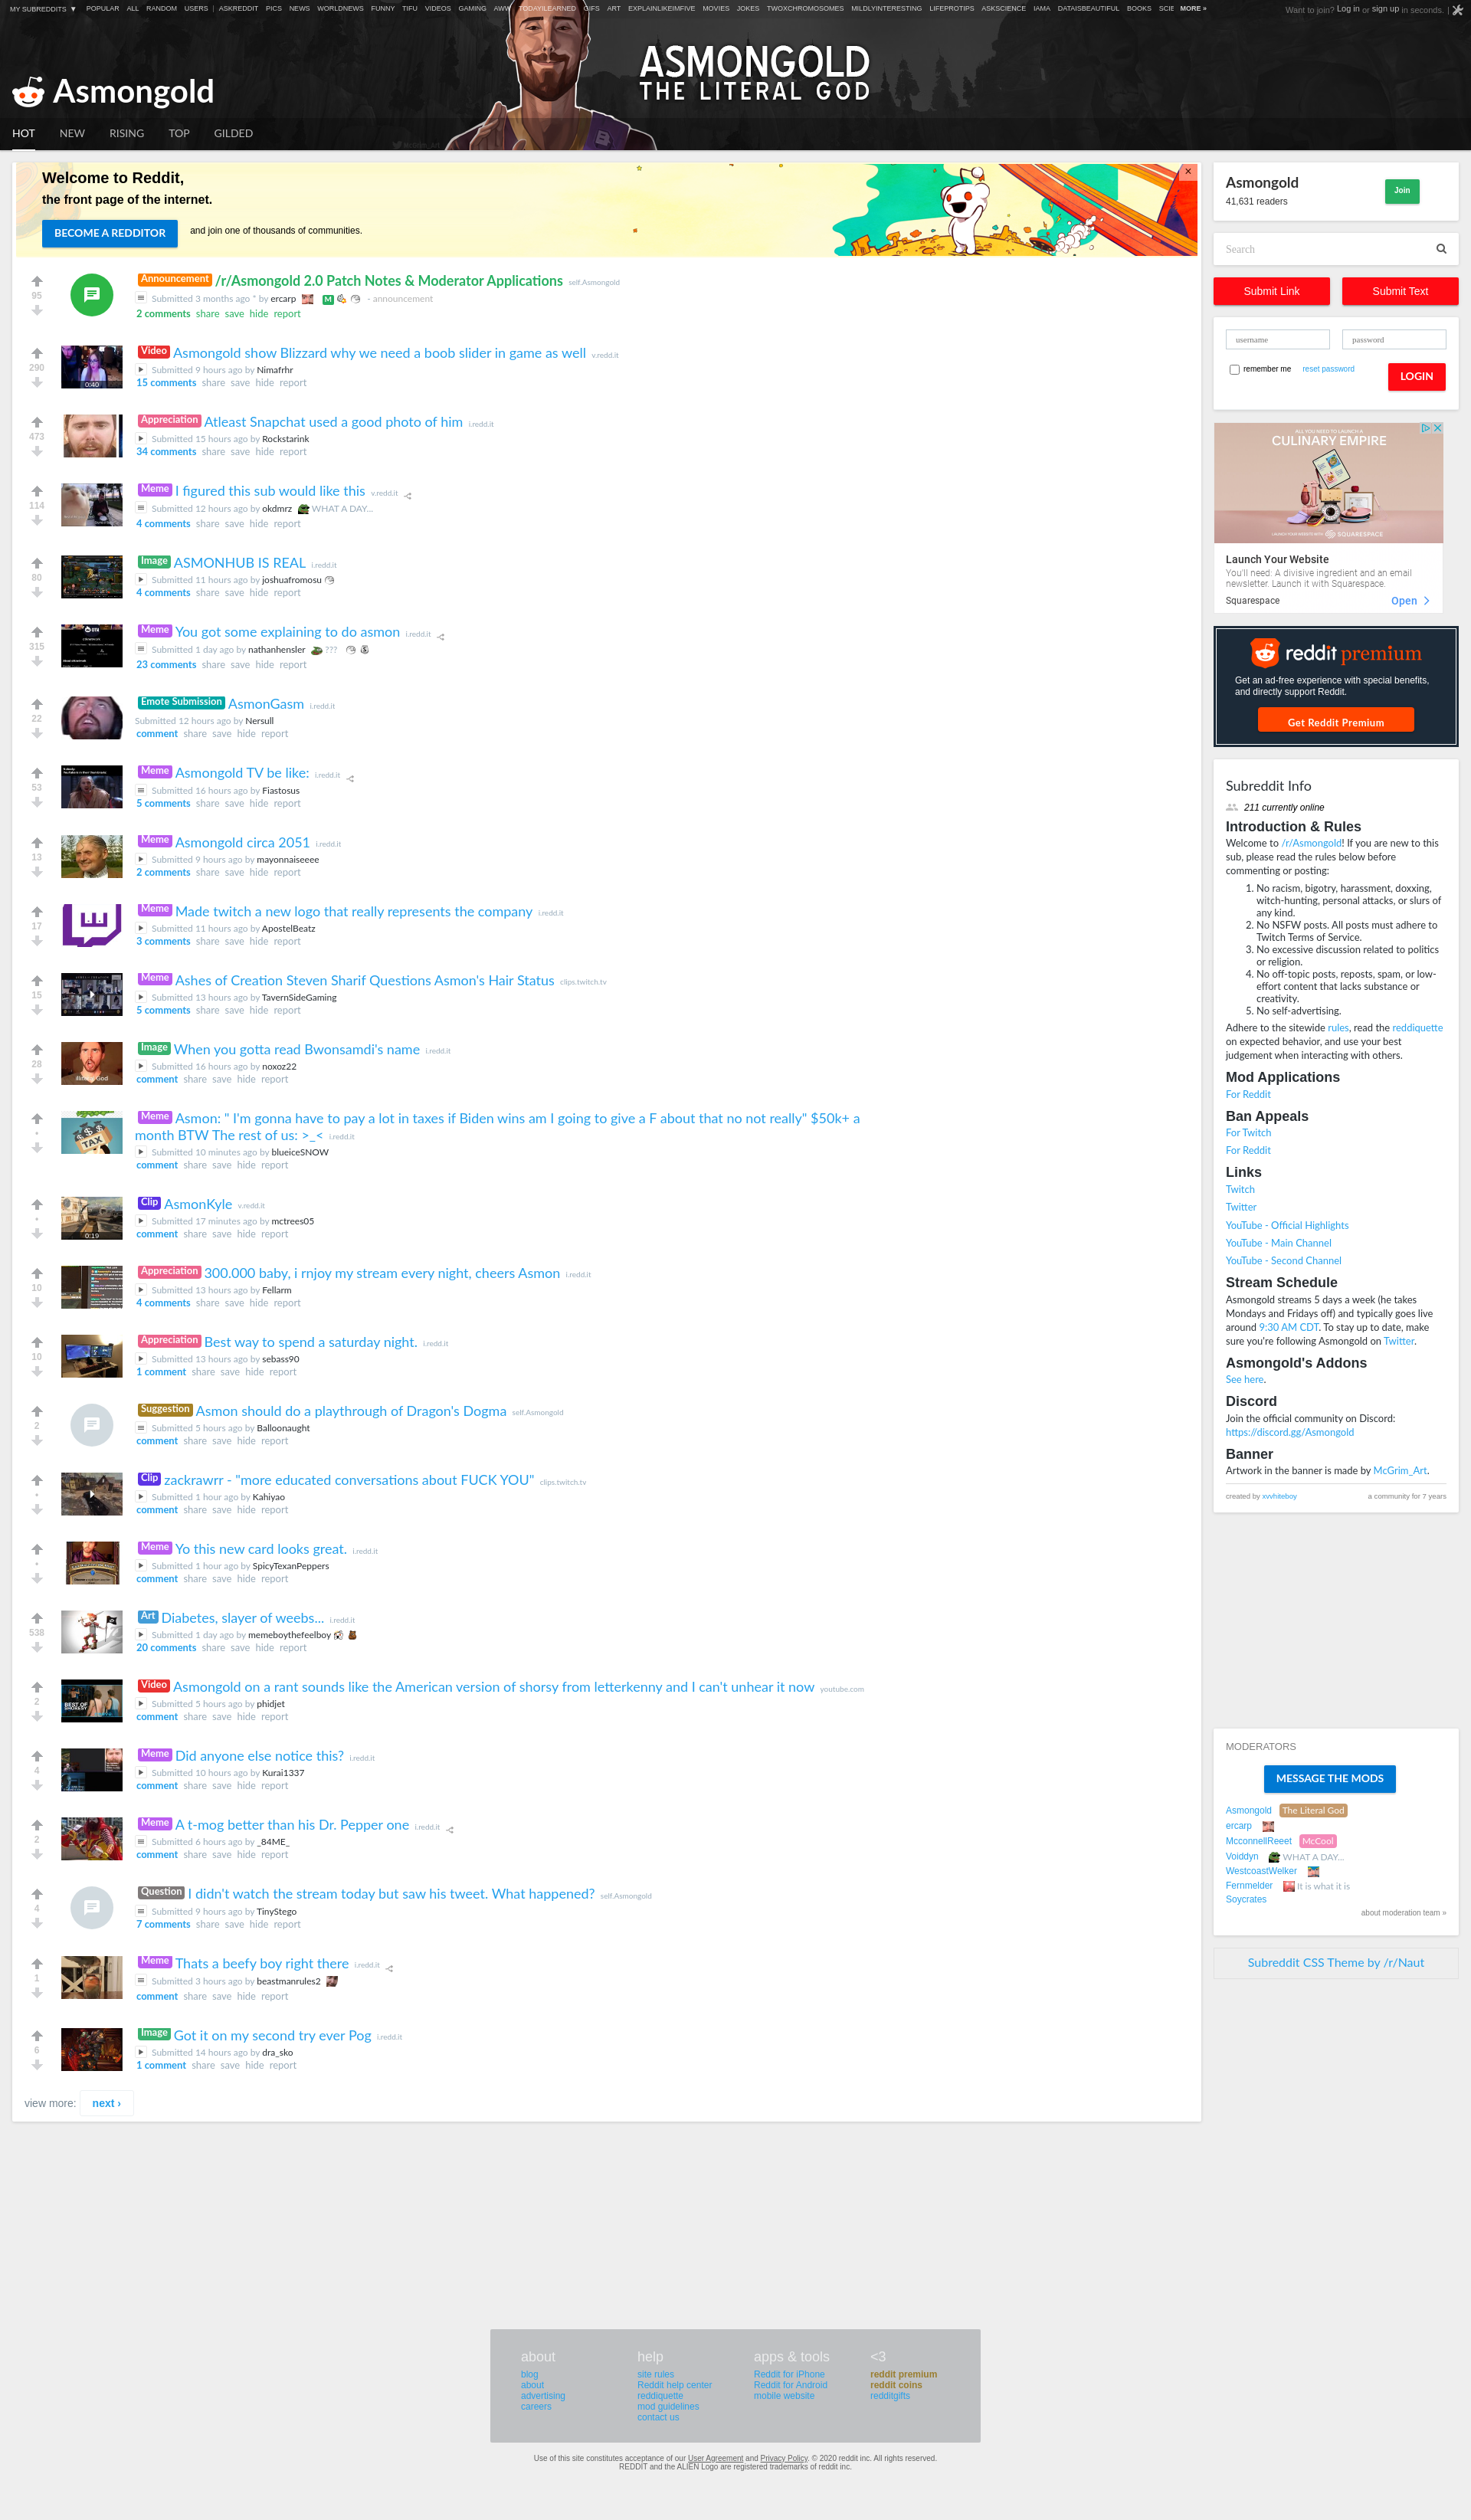 MY SUBREDDITS ▼ POPULAR ALL RANDOM USERS | ASKREDDIT PICS NEWS WORLDNEWS FUNNY TIFU VIDEOS GAMING AWW TODAYILEARNED GIFS ART EXPLAINLIKEIMFIVE MOVIES JOKES TWOXCHROMOSOMES MILDLYINTERESTING LIFEPROTIPS ASKSCIENCE IAMA DATAISBEAUTIFUL BOOKS SCIE MORE »
Want to join? Log in or sign up in seconds. |
ASMONGOLD
THE LITERAL GOD
Asmongold
HOT NEW RISING TOP GILDED
Welcome to Reddit,
the front page of the internet.
BECOME A REDDITOR and join one of thousands of communities.
×
95
Announcement /r/Asmongold 2.0 Patch Notes & Moderator Applications self.Asmongold
Submitted 3 months ago * by ercarp M - announcement
2 comments share save hide report
290
0:40
Video Asmongold show Blizzard why we need a boob slider in game as well v.redd.it
Submitted 9 hours ago by Nimafrhr
15 comments share save hide report
473
Appreciation Atleast Snapchat used a good photo of him i.redd.it
Submitted 15 hours ago by Rockstarink
34 comments share save hide report
114
Meme I figured this sub would like this v.redd.it
Submitted 12 hours ago by okdmrz WHAT A DAY...
4 comments share save hide report
80
Image ASMONHUB IS REAL i.redd.it
Submitted 11 hours ago by joshuafromosu
4 comments share save hide report
315
Meme You got some explaining to do asmon i.redd.it
Submitted 1 day ago by nathanhensler ???
23 comments share save hide report
22
Emote Submission AsmonGasm i.redd.it
Submitted 12 hours ago by Nersull
comment share save hide report
53
Meme Asmongold TV be like: i.redd.it
Submitted 16 hours ago by Fiastosus
5 comments share save hide report
13
Meme Asmongold circa 2051 i.redd.it
Submitted 9 hours ago by mayonnaiseeee
2 comments share save hide report
17
Meme Made twitch a new logo that really represents the company i.redd.it
Submitted 11 hours ago by ApostelBeatz
3 comments share save hide report
15
Meme Ashes of Creation Steven Sharif Questions Asmon's Hair Status clips.twitch.tv
Submitted 13 hours ago by TavernSideGaming
5 comments share save hide report
28
Image When you gotta read Bwonsamdi's name i.redd.it
Submitted 16 hours ago by noxoz22
comment share save hide report
•
TAX
Meme Asmon: " I'm gonna have to pay a lot in taxes if Biden wins am I going to give a F about that no not really" $50k+ a
month BTW The rest of us: >_< i.redd.it
Submitted 10 minutes ago by blueiceSNOW
comment share save hide report
•
0:19
Clip AsmonKyle v.redd.it
Submitted 17 minutes ago by mctrees05
comment share save hide report
10
Appreciation 300.000 baby, i rnjoy my stream every night, cheers Asmon i.redd.it
Submitted 13 hours ago by Fellarm
4 comments share save hide report
10
Appreciation Best way to spend a saturday night. i.redd.it
Submitted 13 hours ago by sebass90
1 comment share save hide report
2
Suggestion Asmon should do a playthrough of Dragon's Dogma self.Asmongold
Submitted 5 hours ago by Balloonaught
comment share save hide report
•
Clip zackrawrr - "more educated conversations about FUCK YOU" clips.twitch.tv
Submitted 1 hour ago by Kahiyao
comment share save hide report
•
Meme Yo this new card looks great. i.redd.it
Submitted 1 hour ago by SpicyTexanPeppers
comment share save hide report
538
Art Diabetes, slayer of weebs... i.redd.it
Submitted 1 day ago by memeboythefeelboy
20 comments share save hide report
2
Video Asmongold on a rant sounds like the American version of shorsy from letterkenny and I can't unhear it now youtube.com
Submitted 5 hours ago by phidjet
comment share save hide report
4
Meme Did anyone else notice this? i.redd.it
Submitted 10 hours ago by Kurai1337
comment share save hide report
2
Meme A t-mog better than his Dr. Pepper one i.redd.it
Submitted 6 hours ago by _84ME_
comment share save hide report
4
Question I didn't watch the stream today but saw his tweet. What happened? self.Asmongold
Submitted 9 hours ago by TinyStego
7 comments share save hide report
1
Meme Thats a beefy boy right there i.redd.it
Submitted 3 hours ago by beastmanrules2
comment share save hide report
6
Image Got it on my second try ever Pog i.redd.it
Submitted 14 hours ago by dra_sko
1 comment share save hide report
view more: next ›
Asmongold
41,631 readers
Join
Search
Submit Link Submit Text
username password
remember me reset password LOGIN
ALL YOU NEED TO LAUNCH A
CULINARY EMPIRE
LAUNCH YOUR WEBSITE WITH SQUARESPACE
Launch Your Website
You'll need: A divisive ingredient and an email
newsletter. Launch it with Squarespace.
Squarespace Open
reddit premium
Get an ad-free experience with special benefits,
and directly support Reddit.
Get Reddit Premium
Subreddit Info
211 currently online
Introduction & Rules
Welcome to /r/Asmongold! If you are new to this
sub, please read the rules below before
commenting or posting:
1. No racism, bigotry, harassment, doxxing,
witch-hunting, personal attacks, or slurs of
any kind.
2. No NSFW posts. All posts must adhere to
Twitch Terms of Service.
3. No excessive discussion related to politics
or religion.
4. No off-topic posts, reposts, spam, or low-
effort content that lacks substance or
creativity.
5. No self-advertising.
Adhere to the sitewide rules, read the reddiquette
on expected behavior, and use your best
judgement when interacting with others.
Mod Applications
For Reddit
Ban Appeals
For Twitch
For Reddit
Links
Twitch
Twitter
YouTube - Official Highlights
YouTube - Main Channel
YouTube - Second Channel
Stream Schedule
Asmongold streams 5 days a week (he takes
Mondays and Fridays off) and typically goes live
around 9:30 AM CDT. To stay up to date, make
sure you're following Asmongold on Twitter.
Asmongold's Addons
See here.
Discord
Join the official community on Discord:
https://discord.gg/Asmongold
Banner
Artwork in the banner is made by McGrim_Art.
created by xvvhiteboy a community for 7 years
MODERATORS
MESSAGE THE MODS
Asmongold The Literal God
ercarp
McconnellReeet McCool
Voiddyn WHAT A DAY...
WestcoastWelker
Fernmelder It is what it is
Soycrates
about moderation team »
Subreddit CSS Theme by /r/Naut
about
blog
about
advertising
careers
help
site rules
Reddit help center
reddiquette
mod guidelines
contact us
apps & tools
Reddit for iPhone
Reddit for Android
mobile website
<3
reddit premium
reddit coins
redditgifts
Use of this site constitutes acceptance of our User Agreement and Privacy Policy. © 2020 reddit inc. All rights reserved.
REDDIT and the ALIEN Logo are registered trademarks of reddit inc.